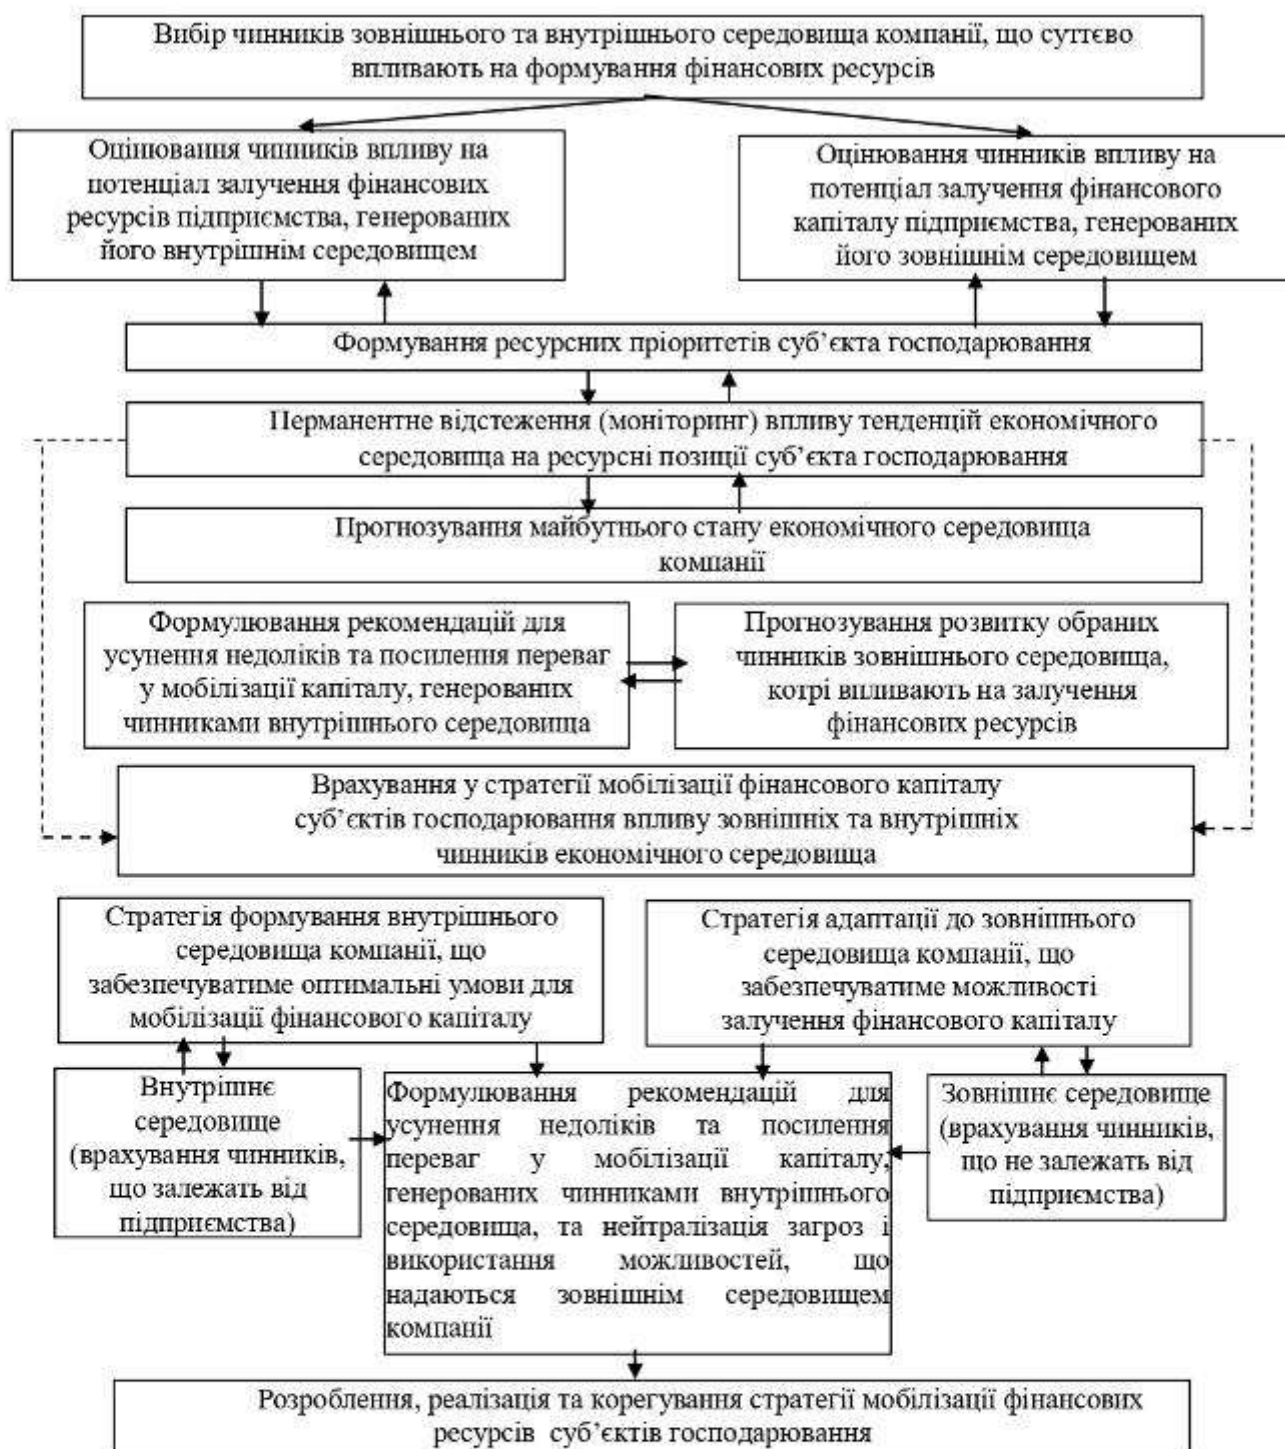 Вибір чинників зовнішнього та внутрішнього середовища компанії, що суттєво
впливають на формування фінансових ресурсів
Оцінювання чинників впливу на
потенціал залучення фінансових
ресурсів підприємства, генерованих
його внутрішнім середовищем
Оцінювання чинників впливу на
потенціал залучення фінансового
капіталу підприємства, генерованих
його зовнішнім середовищем
Формування ресурсних пріоритетів суб’єкта господарювання
Перманентне відстеження (моніторинг) впливу тенденцій економічного
середовища на ресурсні позиції суб’єкта господарювання
Прогнозування майбутнього стану економічного середовища
компанії
Формулювання рекомендацій для
усунення недоліків та посилення переваг
у мобілізації капіталу, генерованих
чинниками внутрішнього середовища
Прогнозування розвитку обраних
чинників зовнішнього середовища,
котрі впливають на залучення
фінансових ресурсів
Врахування у стратегії мобілізації фінансового капіталу
суб’єктів господарювання впливу зовнішніх та внутрішніх
чинників економічного середовища
Стратегія формування внутрішнього
середовища компанії, що
забезпечуватиме оптимальні умови для
мобілізації фінансового капіталу
Стратегія адаптації до зовнішнього
середовища компанії, що
забезпечуватиме можливості
залучення фінансового капіталу
Внутрішнє
середовище
(врахування чинників,
що залежать від
підприємства)
Формулювання рекомендацій для
усунення недоліків та посилення
переваг у мобілізації капіталу,
генерованих чинниками внутрішнього
середовища, та нейтралізація загроз і
використання можливостей, що
надаються зовнішнім середовищем
компанії
Зовнішнє середовище
(врахування чинників,
що не залежать від
підприємства)
Розроблення, реалізація та корегування стратегії мобілізації фінансових
ресурсів суб’єктів господарювання